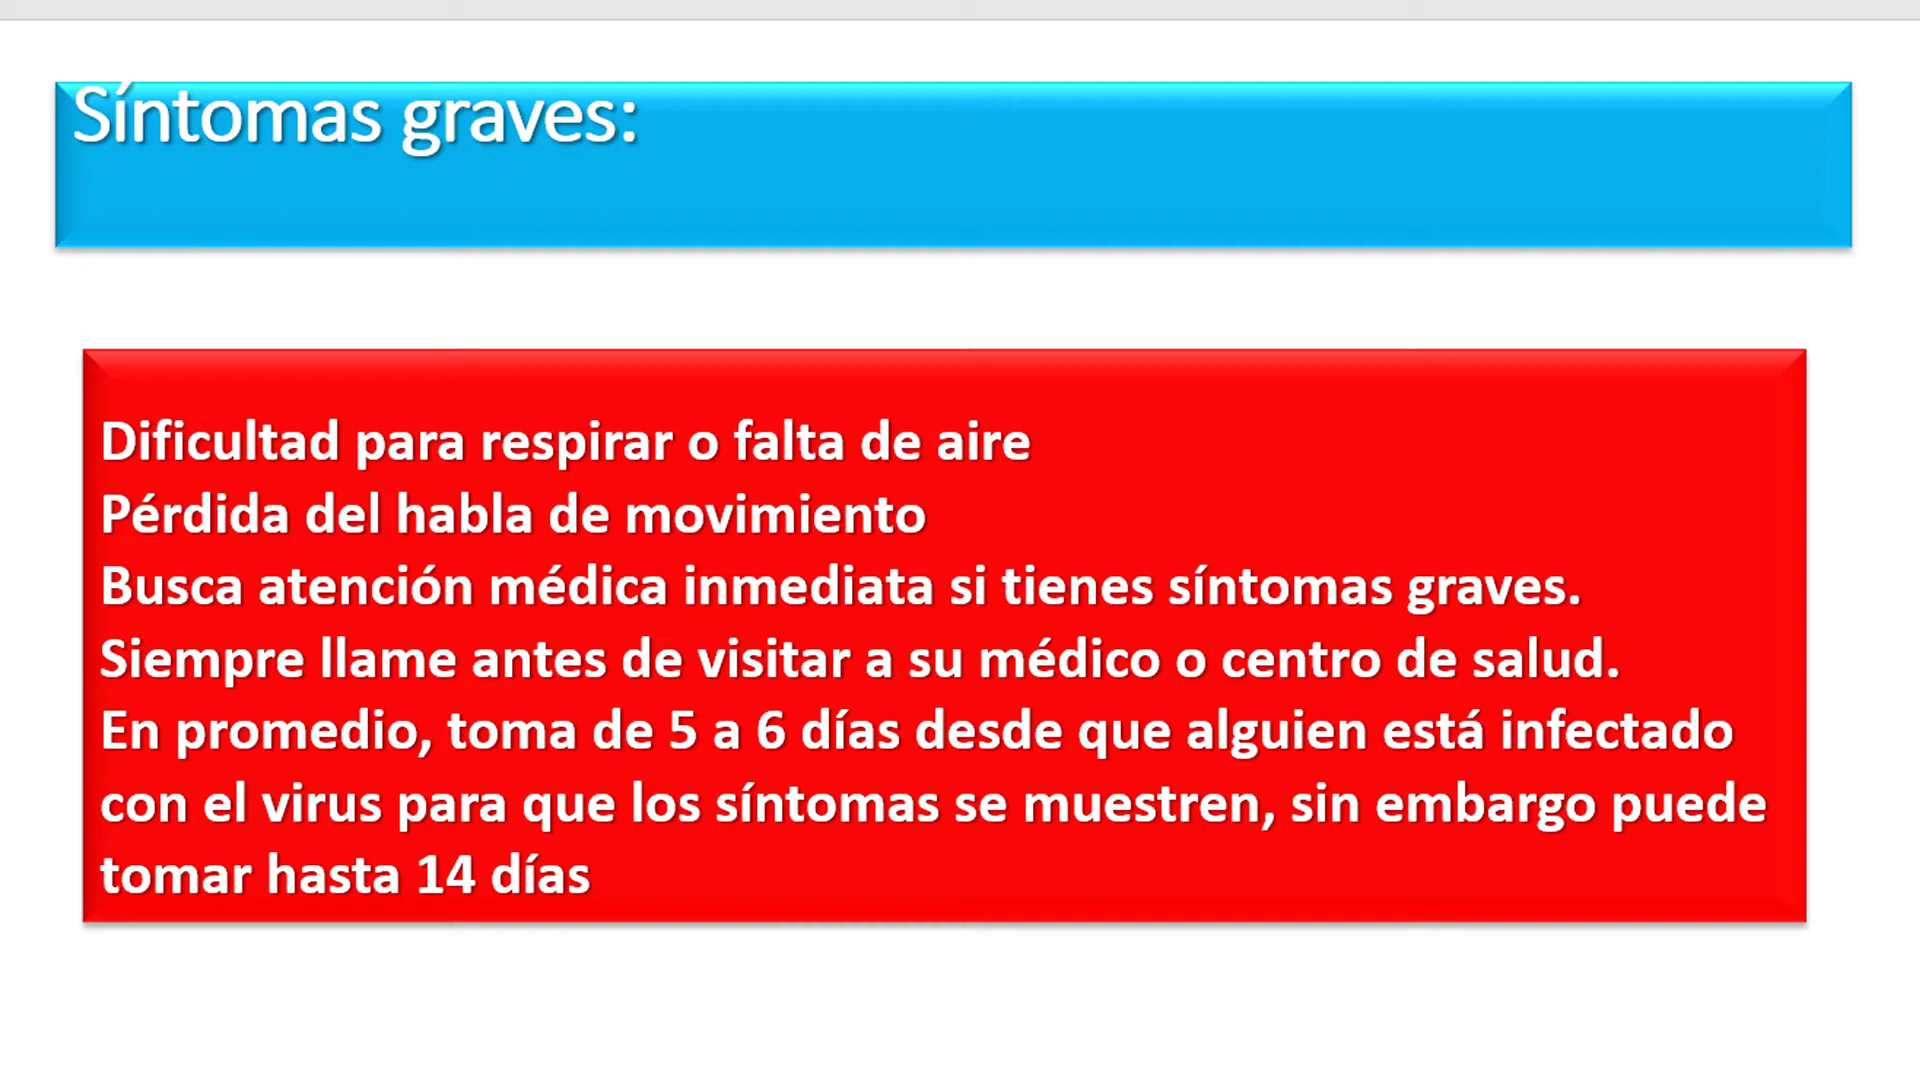 Síntomas graves:
Dificultad para respirar o falta de aire
Pérdida del habla de movimiento
Busca atención médica inmediata si tienes síntomas graves.
Siempre llame antes de visitar a su médico o centro de salud.
En promedio, toma de 5 a 6 días desde que alguien está infectado
con el virus para que los síntomas se muestren, sin embargo puede
tomar hasta 14 días